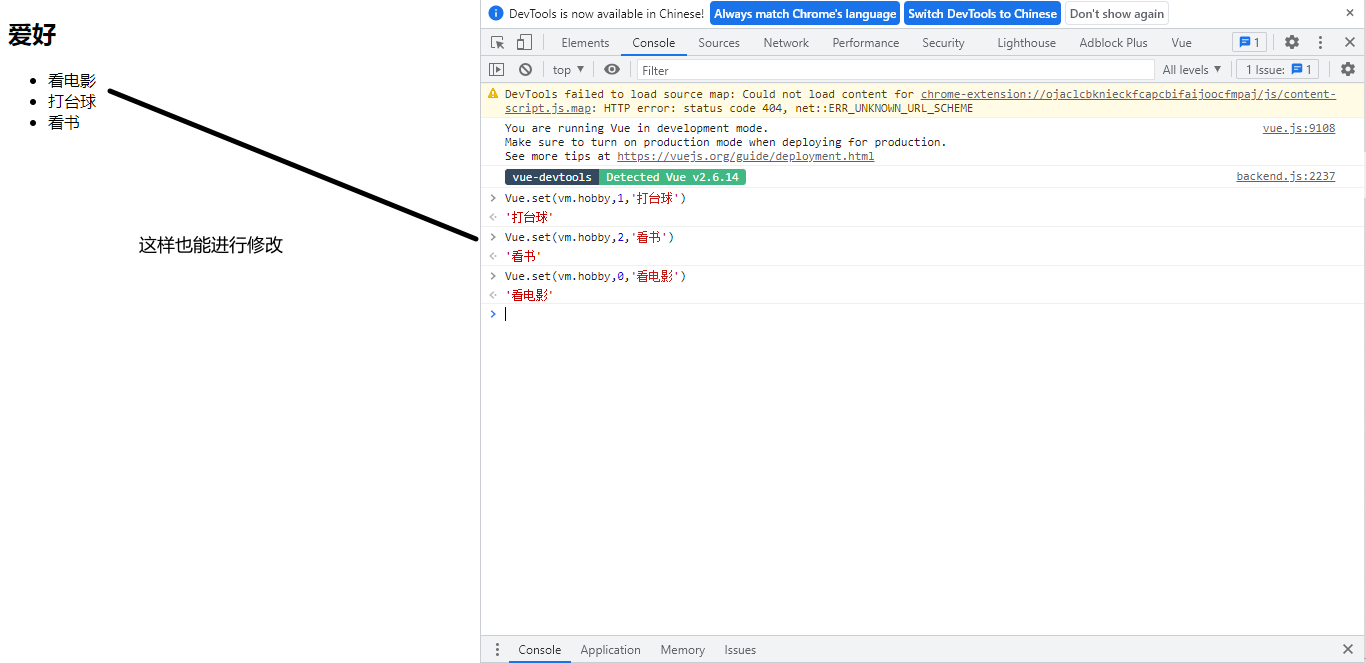 爱好
看电影
打台球
看书
这样也能进行修改
DevTools is now available in Chinese! Always match Chrome's language Switch DevTools to Chinese Don't show again
Elements Console Sources Network Performance Security Lighthouse Adblock Plus Vue 1
top Filter All levels 1 Issue: 1
DevTools failed to load source map: Could not load content for chrome-extension://ojaclcbknieckfcapcbifaijoocfmpaj/js/content-
script.js.map: HTTP error: status code 404, net::ERR_UNKNOWN_URL_SCHEME
You are running Vue in development mode. vue.js:9108
Make sure to turn on production mode when deploying for production.
See more tips at https://vuejs.org/guide/deployment.html
vue-devtools Detected Vue v2.6.14 backend.js:2237
Vue.set(vm.hobby,1,'打台球')
'打台球'
Vue.set(vm.hobby,2,'看书')
'看书'
Vue.set(vm.hobby,0,'看电影')
'看电影'
Console Application Memory Issues